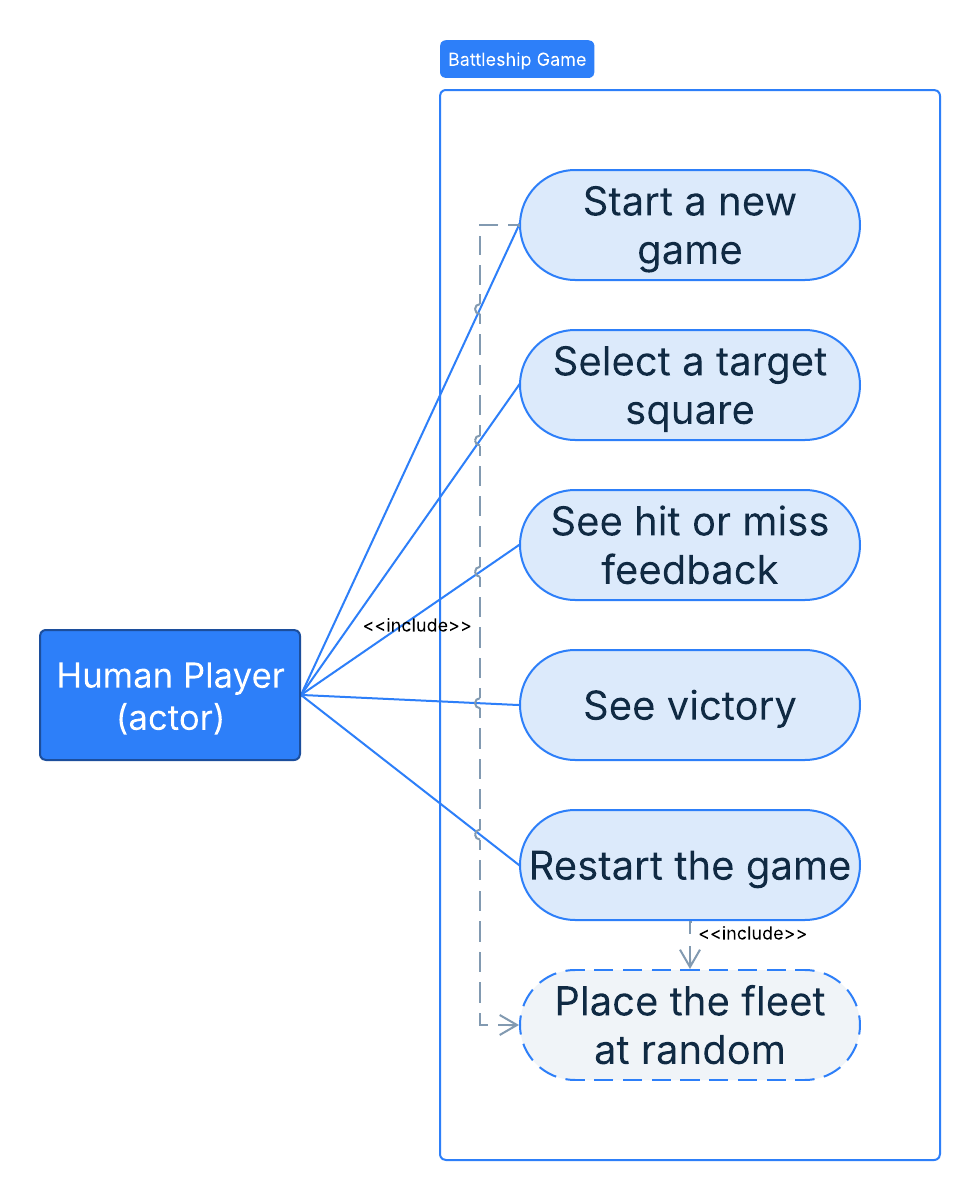 Battleship Game
Start a new
game
Select a target
square
See hit or miss
feedback
<<include>>
Human Player
(actor)
See victory
Restart the game
<<include>>
Place the fleet
at random